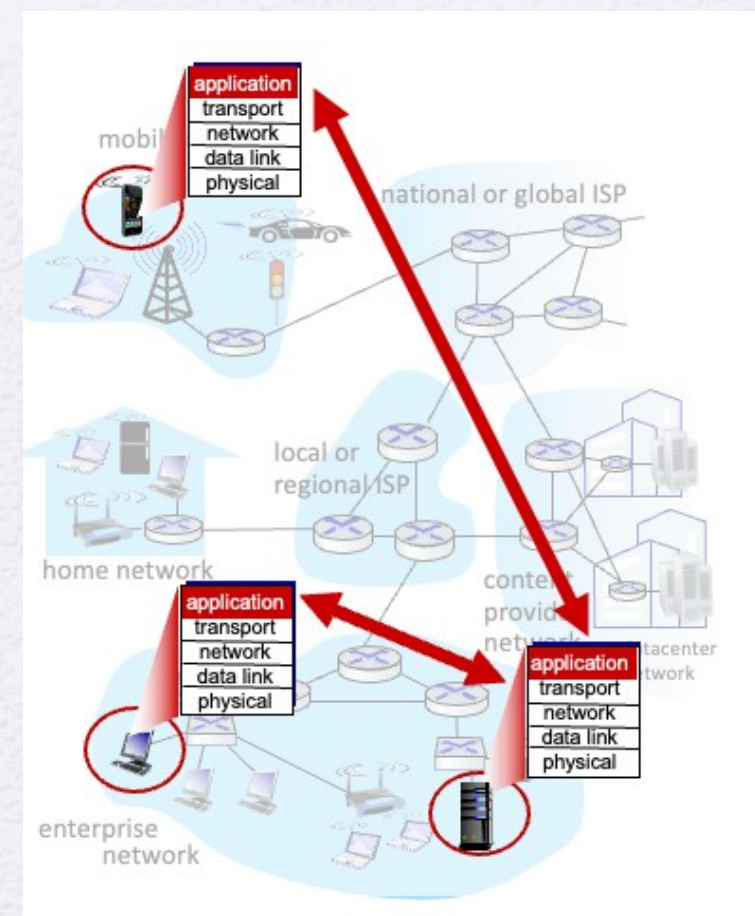 application
transport
network
data link
physical
national or global ISP
local or
regional ISP
home network
content
application
transport
network
data link
physical
application
transport
network
data link
physical
enterprise
network